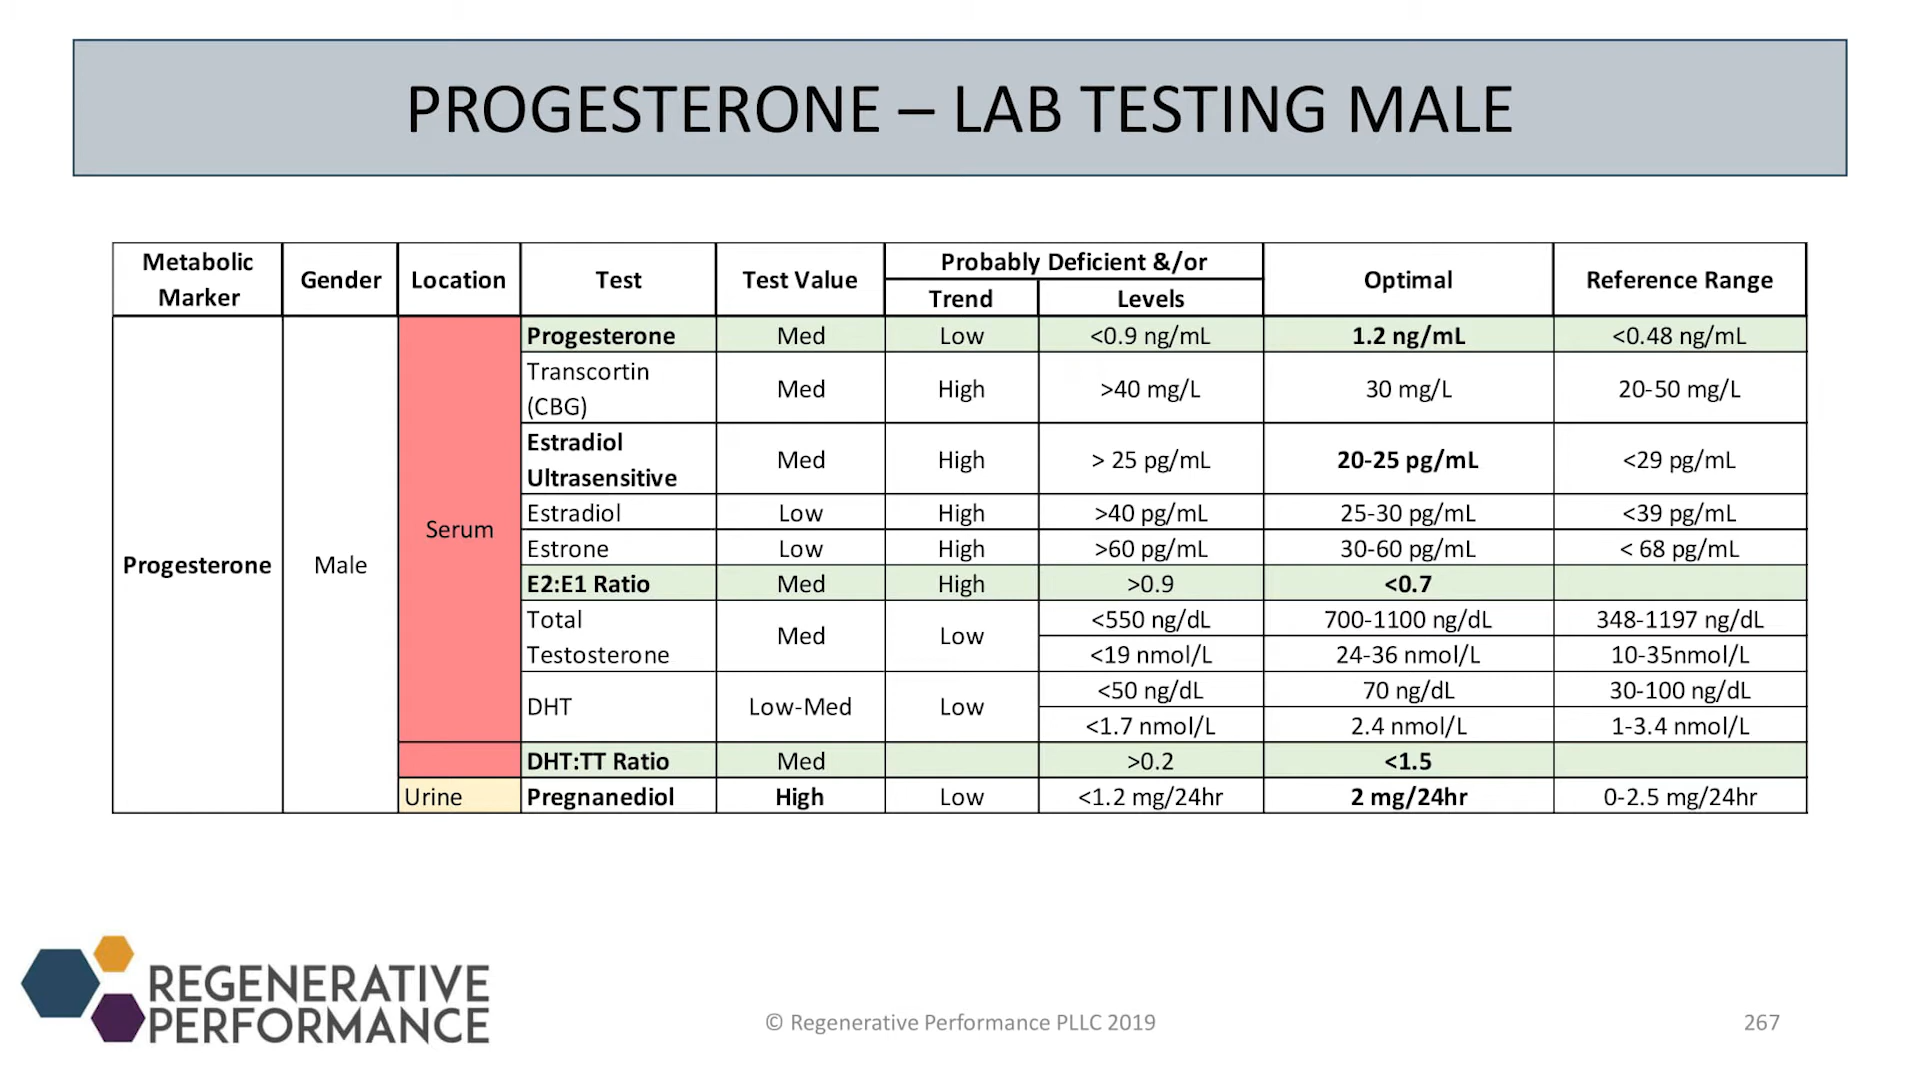 PROGESTERONE – LAB TESTING MALE
Metabolic Marker Gender Location Test Test Value Probably Deficient &/or Optimal Reference Range
Trend Levels
Progesterone Male Serum Progesterone Med Low <0.9 ng/mL 1.2 ng/mL <0.48 ng/mL
Transcortin (CBG) Med High >40 mg/L 30 mg/L 20-50 mg/L
Estradiol Ultrasensitive Med High > 25 pg/mL 20-25 pg/mL <29 pg/mL
Estradiol Low High >40 pg/mL 25-30 pg/mL <39 pg/mL
Estrone Low High >60 pg/mL 30-60 pg/mL < 68 pg/mL
E2:E1 Ratio Med High >0.9 <0.7
Total Testosterone Med Low <550 ng/dL 700-1100 ng/dL 348-1197 ng/dL
<19 nmol/L 24-36 nmol/L 10-35nmol/L
DHT Low-Med Low <50 ng/dL 70 ng/dL 30-100 ng/dL
<1.7 nmol/L 2.4 nmol/L 1-3.4 nmol/L
DHT:TT Ratio Med >0.2 <1.5
Urine Pregnanediol High Low <1.2 mg/24hr 2 mg/24hr 0-2.5 mg/24hr
REGENERATIVE
PERFORMANCE
© Regenerative Performance PLLC 2019
267